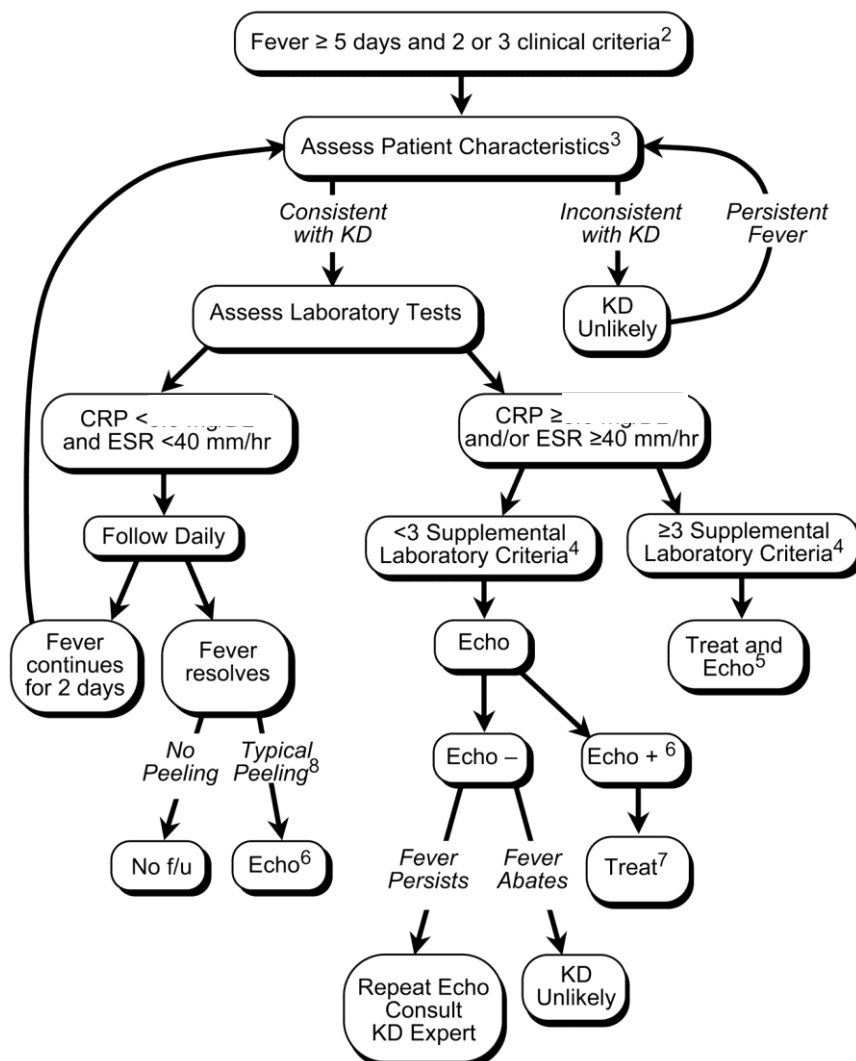 Fever ≥ 5 days and 2 or 3 clinical criteria2
Assess Patient Characteristics3
Consistent
with KD
Inconsistent
with KD
Persistent
Fever
Assess Laboratory Tests
KD
Unlikely
CRP <
and ESR <40 mm/hr
CRP ≥
and/or ESR ≥40 mm/hr
Follow Daily
<3 Supplemental
Laboratory Criteria4
≥3 Supplemental
Laboratory Criteria4
Fever
continues
for 2 days
Fever
resolves
Echo
Treat and
Echo5
No
Peeling
Typical
Peeling8
Echo –
Echo + 6
No f/u
Echo6
Fever
Persists
Fever
Abates
Treat7
Repeat Echo
Consult
KD Expert
KD
Unlikely